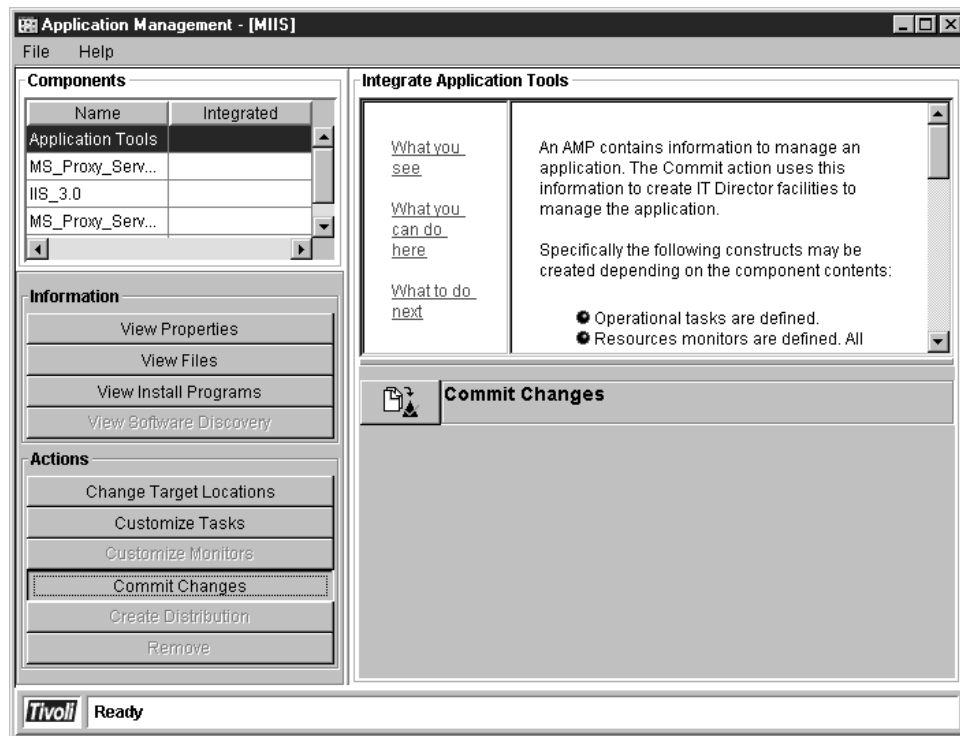 Application Management - [MIIS]
File Help
Components
Name Integrated
Application Tools
MS_Proxy_Serv...
IIS_3.0
MS_Proxy_Serv...
Information
View Properties
View Files
View Install Programs
View Software Discovery
Actions
Change Target Locations
Customize Tasks
Customize Monitors
Commit Changes
Create Distribution
Remove
Integrate Application Tools
What you
see
What you
can do
here
What to do
next
An AMP contains information to manage an
application. The Commit action uses this
information to create IT Director facilities to
manage the application.
Specifically the following constructs may be
created depending on the component contents:
Operational tasks are defined.
Resources monitors are defined. All
Commit Changes
Tivoli Ready